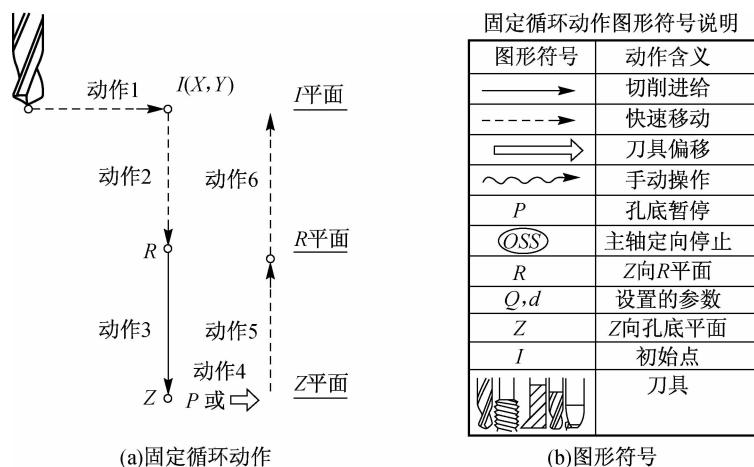 动作1
I(X,Y)
I平面
动作2
动作6
R
R平面
动作3
动作5
动作4
Z
P 或
Z平面
(a)固定循环动作
固定循环动作图形符号说明
图形符号 动作含义
切削进给
快速移动
刀具偏移
手动操作
P 孔底暂停
OSS 主轴定向停止
R Z向R平面
Q,d 设置的参数
Z Z向孔底平面
I 初始点
刀具
(b)图形符号